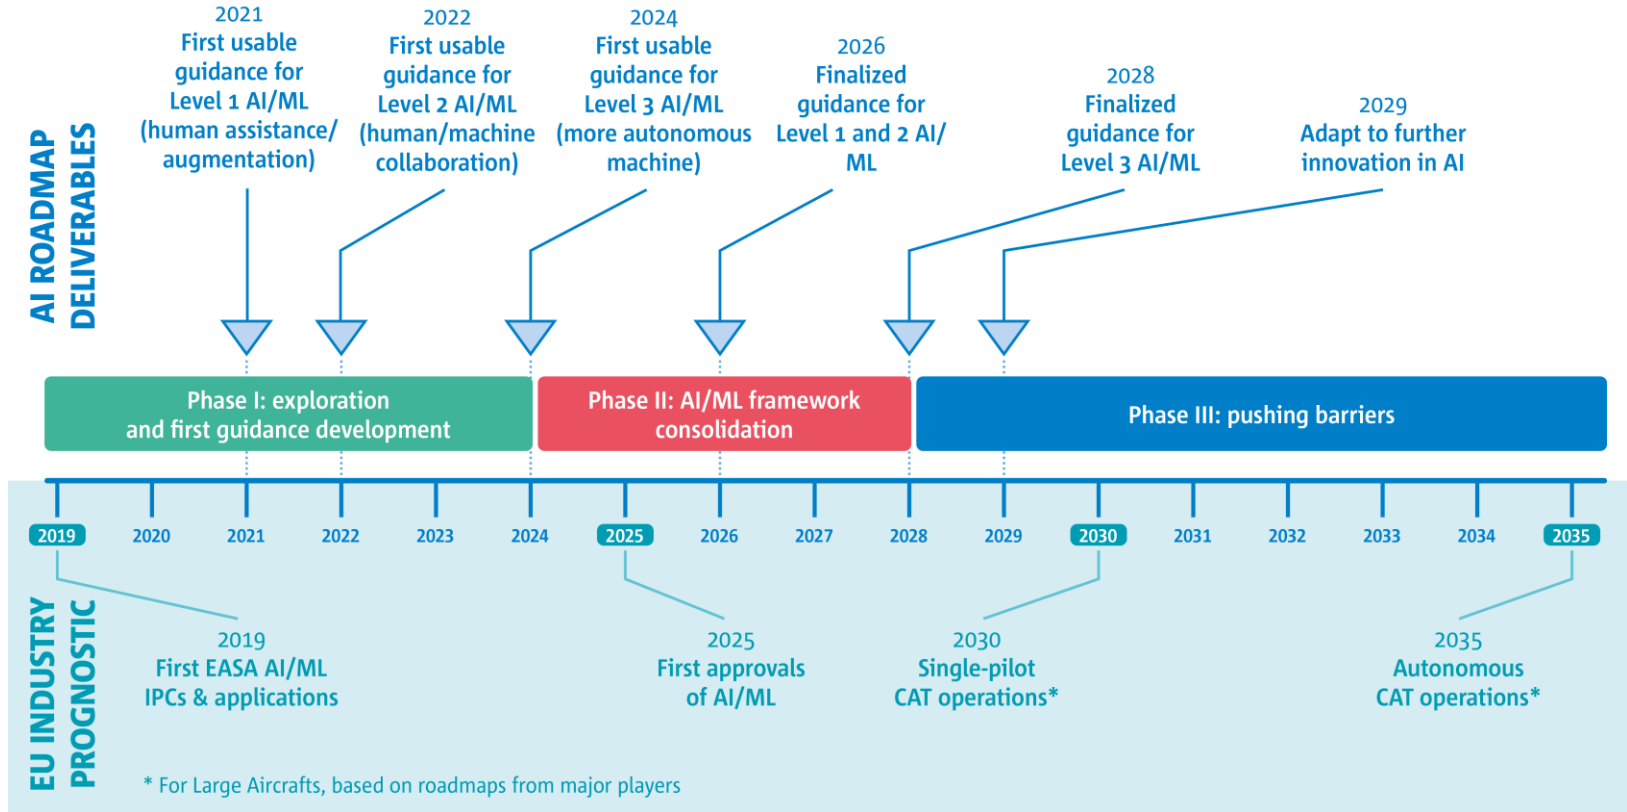 AI ROADMAP
DELIVERABLES
2021
First usable
guidance for
Level 1 AI/ML
(human assistance/
augmentation)
2022
First usable
guidance for
Level 2 AI/ML
(human/machine
collaboration)
2024
First usable
guidance for
Level 3 AI/ML
(more autonomous
machine)
2026
Finalized
guidance for
Level 1 and 2 AI/
ML
2028
Finalized
guidance for
Level 3 AI/ML
2029
Adapt to further
innovation in AI
Phase I: exploration
and first guidance development
Phase II: AI/ML framework
consolidation
Phase III: pushing barriers
2019 2020 2021 2022 2023 2024 2025 2026 2027 2028 2029 2030 2031 2032 2033 2034 2035
EU INDUSTRY
PROGNOSTIC
2019
First EASA AI/ML
IPCs & applications
2025
First approvals
of AI/ML
2030
Single-pilot
CAT operations*
2035
Autonomous
CAT operations*
* For Large Aircrafts, based on roadmaps from major players